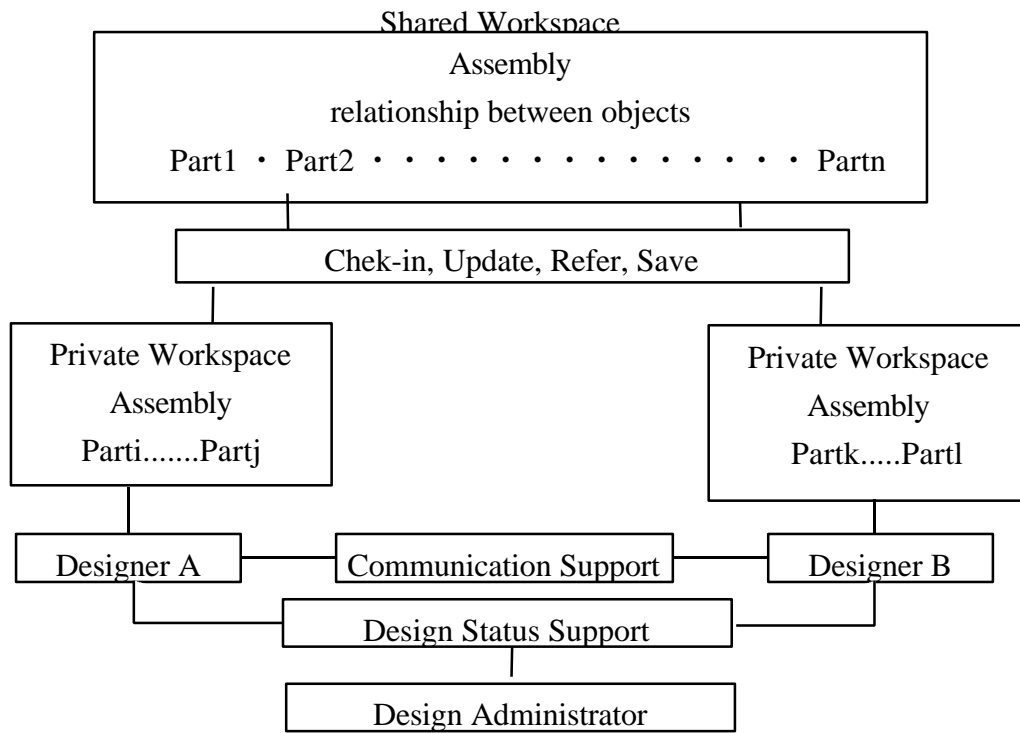 Shared Workspace
Assembly
relationship between objects
Part1 ・ Part2 ・・・・・・・・・・・・・・ Partn
Chek-in, Update, Refer, Save
Private Workspace
Assembly
Parti.......Partj
Private Workspace
Assembly
Partk.....Partl
Designer A
Communication Support
Designer B
Design Status Support
Design Administrator